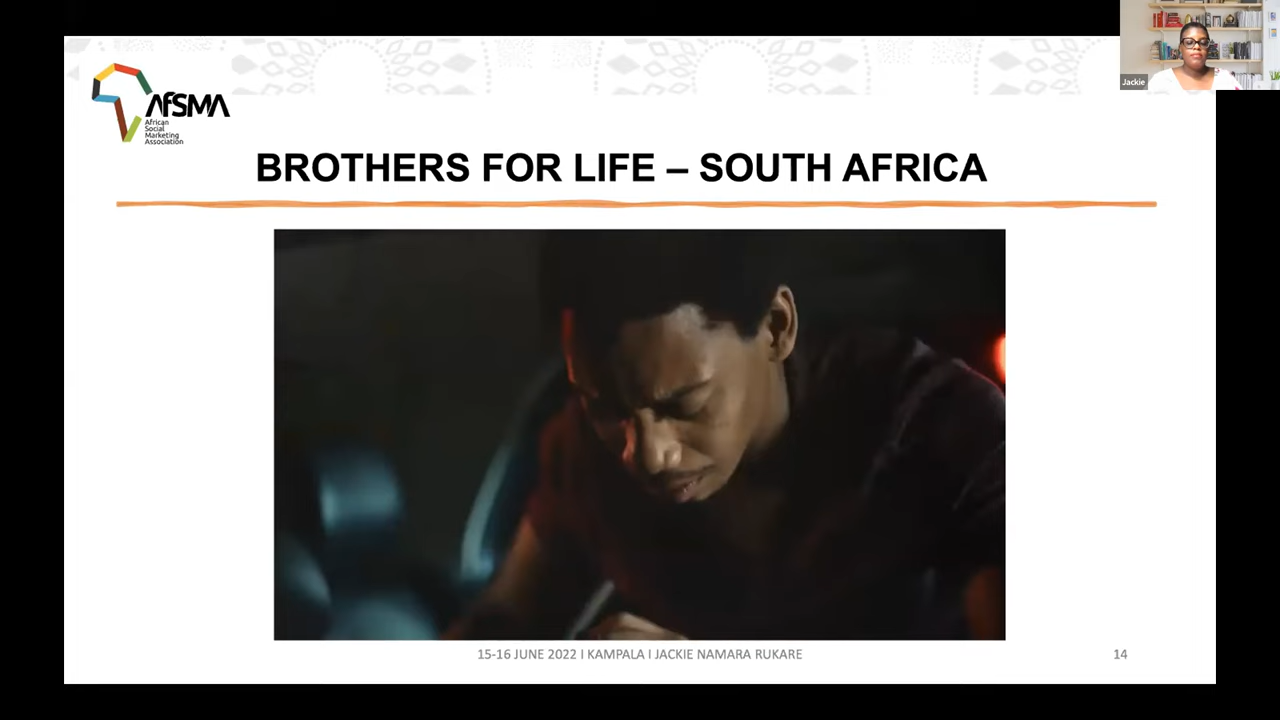 Jackie
AfSMA
African
Social
Marketing
Association
BROTHERS FOR LIFE – SOUTH AFRICA
15-16 JUNE 2022 I KAMPALA I JACKIE NAMARA RUKARE
14